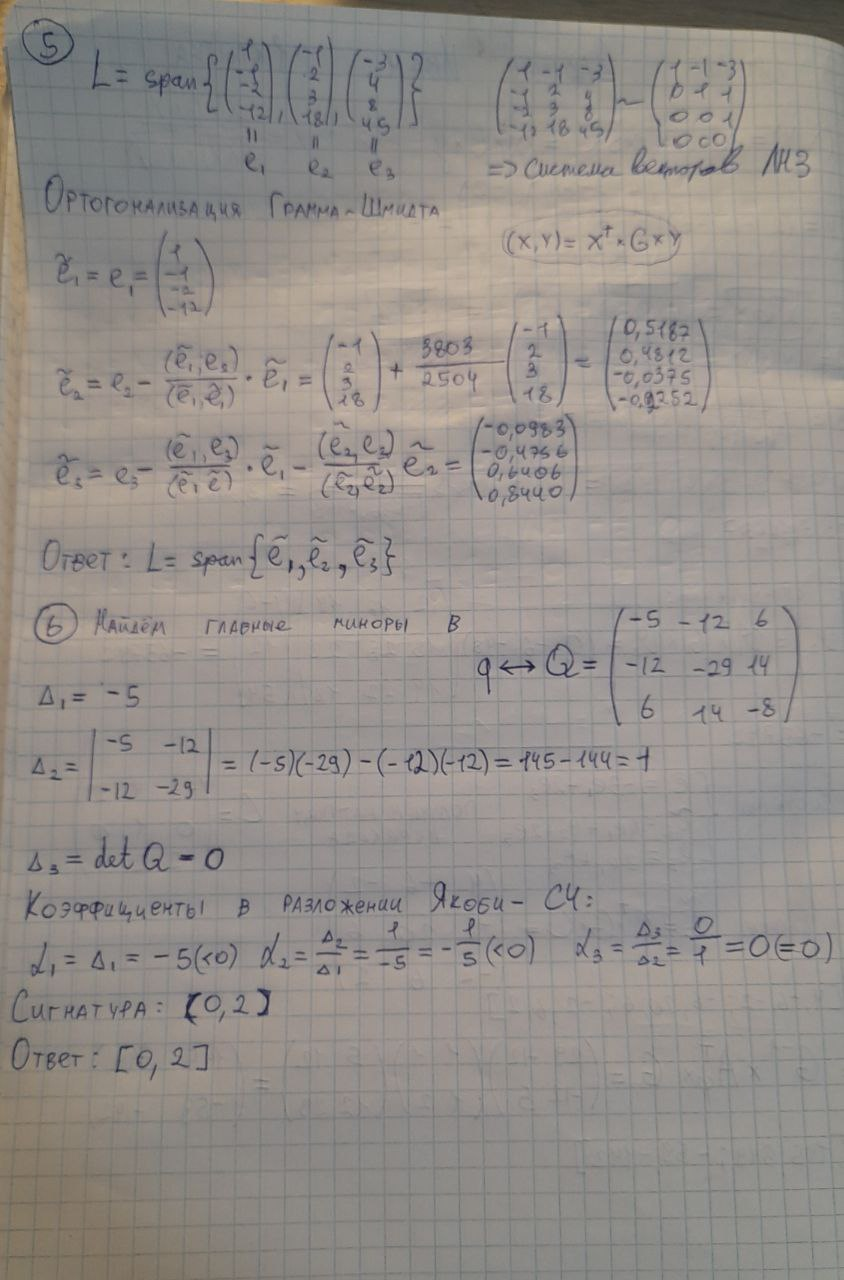 5
L = span{(1 -1 -2 -12), (-1 2 3 18), (-3 4 8 45)}
(1 -1 -3
-1 2 4
-2 3 8
-12 18 45) ~ (1 -1 -3
0 1 1
0 0 1
0 0 0)
= e₁ = e₂ = e₃
=> система векторов ЛНЗ
Ортогонализация Грамма-Шмидта
(X,Y) = Xᵀ × G × Y
ẽ₁ = e₁ = (1 -1 -2 -12)
ẽ₂ = e₂ - (ẽ₁,e₂)/(ẽ₁,ẽ₁) · ẽ₁ = (-1 2 3 18) + 3803/2504 (-1 2 3 18) = (0,5187 0,4812 -0,0375 -0,9252)
ẽ₃ = e₃ - (ẽ₁,e₃)/(ẽ₁ ẽ) · ẽ₁ - (ẽ₂,e₃)/(ẽ₂,ẽ₂) ẽ₂ = (-0,0983 -0,4756 0,6406 0,8440)
Ответ: L = span{ẽ₁, ẽ₂, ẽ₃}
6 Найдём главные миноры в
q ↔ Q = (-5 -12 6
-12 -29 14
6 14 -8)
Δ₁ = -5
Δ₂ = |-5 -12
-12 -29| = (-5)(-29) - (-12)(-12) = 145 - 144 = 1
Δ₃ = det Q = 0
Коэффициенты в разложении Якоби - СЧ:
α₁ = Δ₁ = -5 (<0) α₂ = Δ₂/Δ₁ = 1/-5 = -1/5 (<0) α₃ = Δ₃/Δ₂ = 0/1 = 0 (=0)
Сигнатура: [0, 2]
Ответ: [0, 2]